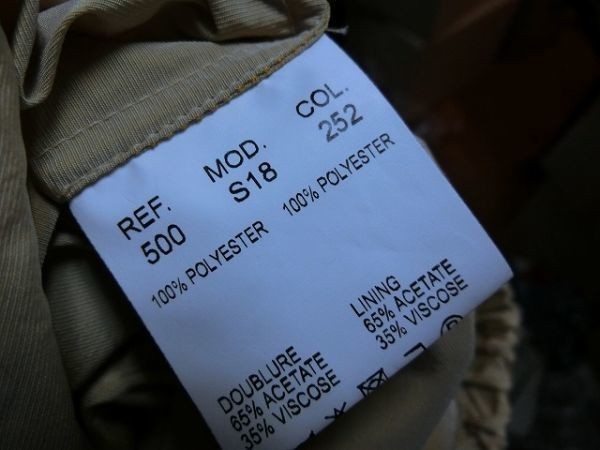 REF. MOD. COL.
500 S18 252
100% POLYESTER 100% POLYESTER
DOUBLURE LINING
65% ACETATE 65% ACETATE
35% VISCOSE 35% VISCOSE